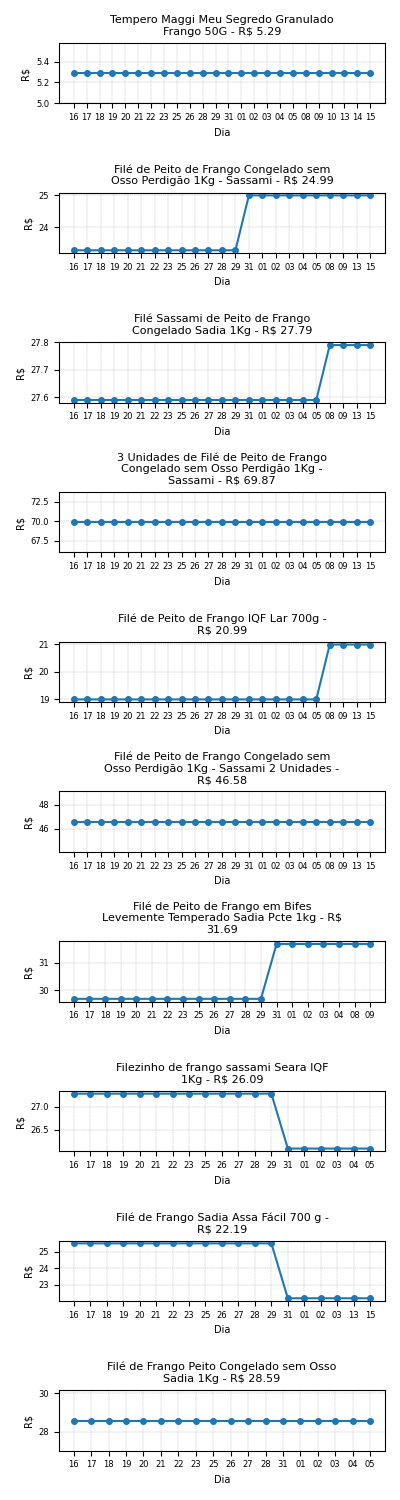 Tempero Maggi Meu Segredo Granulado
Frango 50G - R$ 5.29
5.4
5.2
5.0
R$
16 17 18 19 20 21 22 23 25 26 28 29 31 01 02 03 04 05 08 09 10 13 14 15
Dia
Filé de Peito de Frango Congelado sem
Osso Perdigão 1Kg - Sassami - R$ 24.99
25
24
R$
16 17 18 19 20 21 22 23 25 26 27 28 29 31 01 02 03 04 05 08 09 13 15
Dia
Filé Sassami de Peito de Frango
Congelado Sadia 1Kg - R$ 27.79
27.8
27.7
27.6
R$
16 17 18 19 20 21 22 23 25 26 27 28 29 31 01 02 03 04 05 08 09 13 15
Dia
3 Unidades de Filé de Peito de Frango
Congelado sem Osso Perdigão 1Kg -
Sassami - R$ 69.87
72.5
70.0
67.5
R$
16 17 18 19 20 21 22 23 25 26 27 28 29 31 01 02 03 04 05 08 09 13 15
Dia
Filé de Peito de Frango IQF Lar 700g -
R$ 20.99
21
20
19
R$
16 17 18 19 20 21 22 23 25 26 27 28 29 31 01 02 03 04 05 08 09 13 15
Dia
Filé de Peito de Frango Congelado sem
Osso Perdigão 1Kg - Sassami 2 Unidades -
R$ 46.58
48
46
R$
16 17 18 19 20 21 22 23 25 26 27 28 29 31 01 02 03 04 05 08 09 13 15
Dia
Filé de Peito de Frango em Bifes
Levemente Temperado Sadia Pcte 1kg - R$
31.69
31
30
R$
16 17 18 19 20 21 22 23 25 26 27 28 29 31 01 02 03 04 08 09
Dia
Filezinho de frango sassami Seara IQF
1Kg - R$ 26.09
27.0
26.5
R$
16 17 18 19 20 21 22 23 25 26 27 28 29 31 01 02 03 04 05
Dia
Filé de Frango Sadia Assa Fácil 700 g -
R$ 22.19
25
24
23
R$
16 17 18 19 20 21 22 23 25 26 27 28 29 31 01 02 03 04 05
Dia
Filé de Frango Peito Congelado sem Osso
Sadia 1Kg - R$ 28.59
30
28
R$
16 17 18 19 20 21 22 23 25 26 27 28 29 31 01 02 03 04 05
Dia